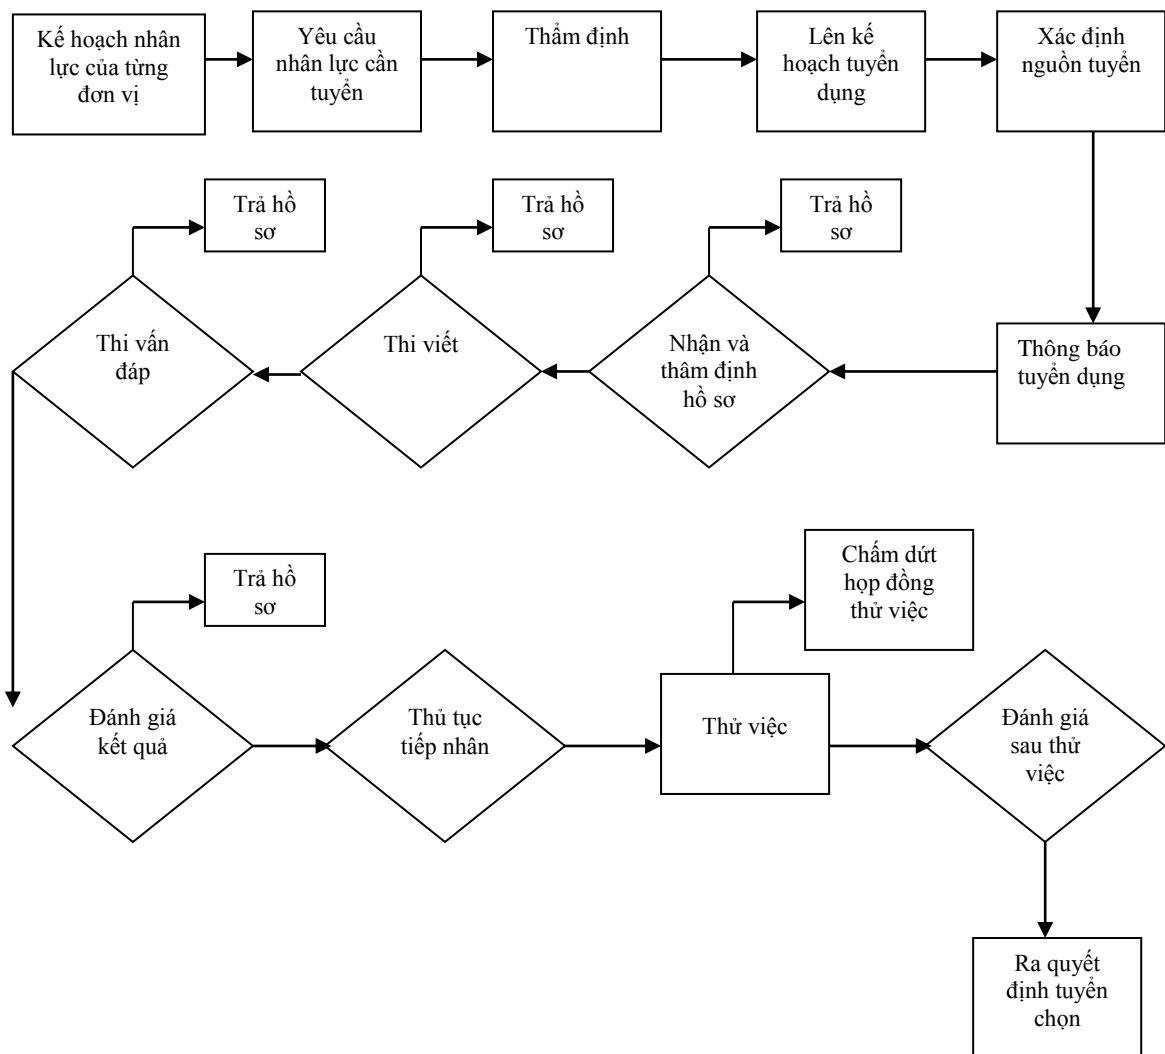 Kế hoạch nhân
lực của từng
đơn vị
Yêu cầu
nhân lực cần
tuyển
Thẩm định
Lên kế
hoạch tuyển
dụng
Xác định
nguồn tuyển
Trả hồ
sơ
Trả hồ
sơ
Trả hồ
sơ
Thi vấn
đáp
Thi viết
Nhận và
thâm định
hồ sơ
Thông báo
tuyển dụng
Trả hồ
sơ
Chấm dứt
họp đồng
thử việc
Đánh giá
kết quả
Thủ tục
tiếp nhân
Thử việc
Đánh giá
sau thử
việc
Ra quyết
định tuyển
chọn